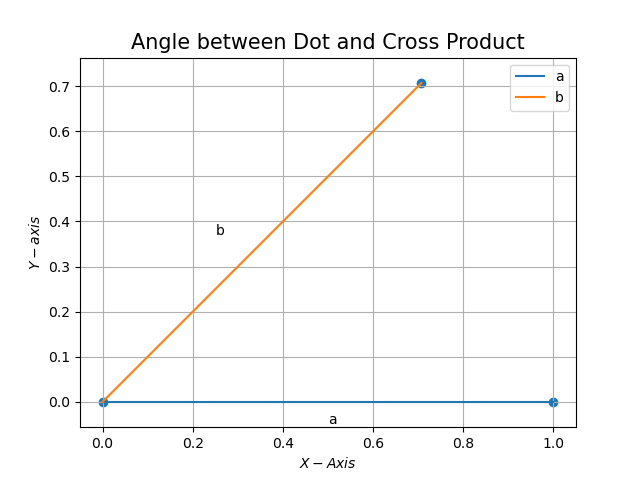 Angle between Dot and Cross Product
a
b
0.7
0.6
0.5
0.4
0.3
0.2
0.1
0.0
Y − axis
b
a
0.0 0.2 0.4 0.6 0.8 1.0
X − Axis